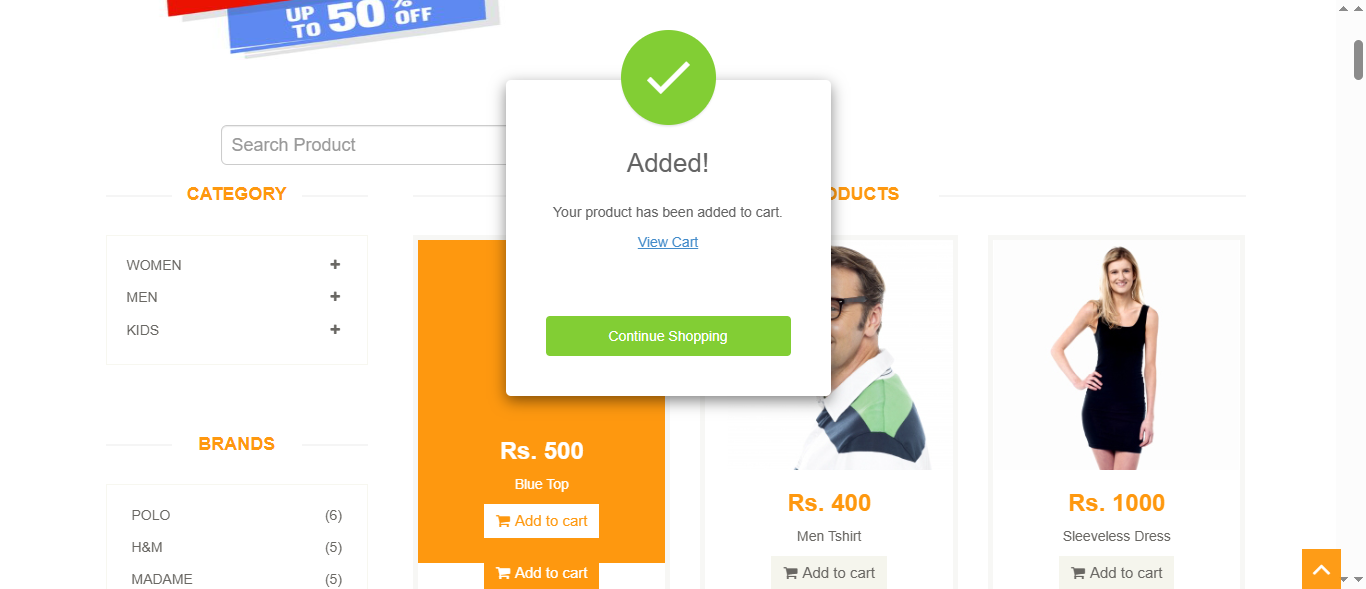 UP TO 50% OFF
Search Product
Added!
Your product has been added to cart.
View Cart
Continue Shopping
CATEGORY
WOMEN
MEN
KIDS
BRANDS
POLO (6)
H&M (5)
MADAME (5)
ODUCTS
Rs. 500
Blue Top
Add to cart
Add to cart
Rs. 400
Men Tshirt
Add to cart
Rs. 1000
Sleeveless Dress
Add to cart